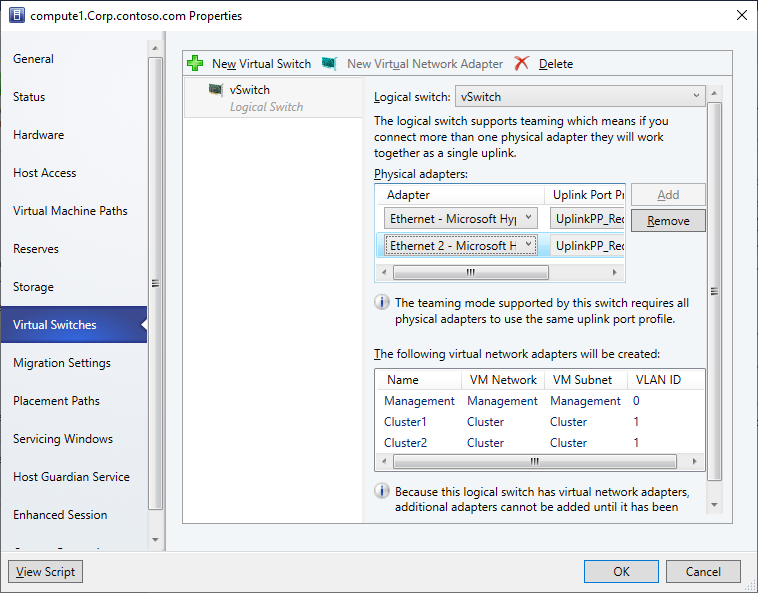 compute1.Corp.contoso.com Properties
General
Status
Hardware
Host Access
Virtual Machine Paths
Reserves
Storage
Virtual Switches
Migration Settings
Placement Paths
Servicing Windows
Host Guardian Service
Enhanced Session
New Virtual Switch
New Virtual Network Adapter
Delete
vSwitch
Logical Switch
Logical switch: vSwitch
The logical switch supports teaming which means if you
connect more than one physical adapter they will work
together as a single uplink.
Physical adapters:
Adapter Uplink Port Pr
Ethernet - Microsoft Hyp UplinkPP_Red
Ethernet 2 - Microsoft H UplinkPP_Red
Add
Remove
The teaming mode supported by this switch requires all
physical adapters to use the same uplink port profile.
The following virtual network adapters will be created:
Name VM Network VM Subnet VLAN ID
Management Management Management 0
Cluster1 Cluster Cluster 1
Cluster2 Cluster Cluster 1
Because this logical switch has virtual network adapters,
additional adapters cannot be added until it has been
View Script
OK
Cancel